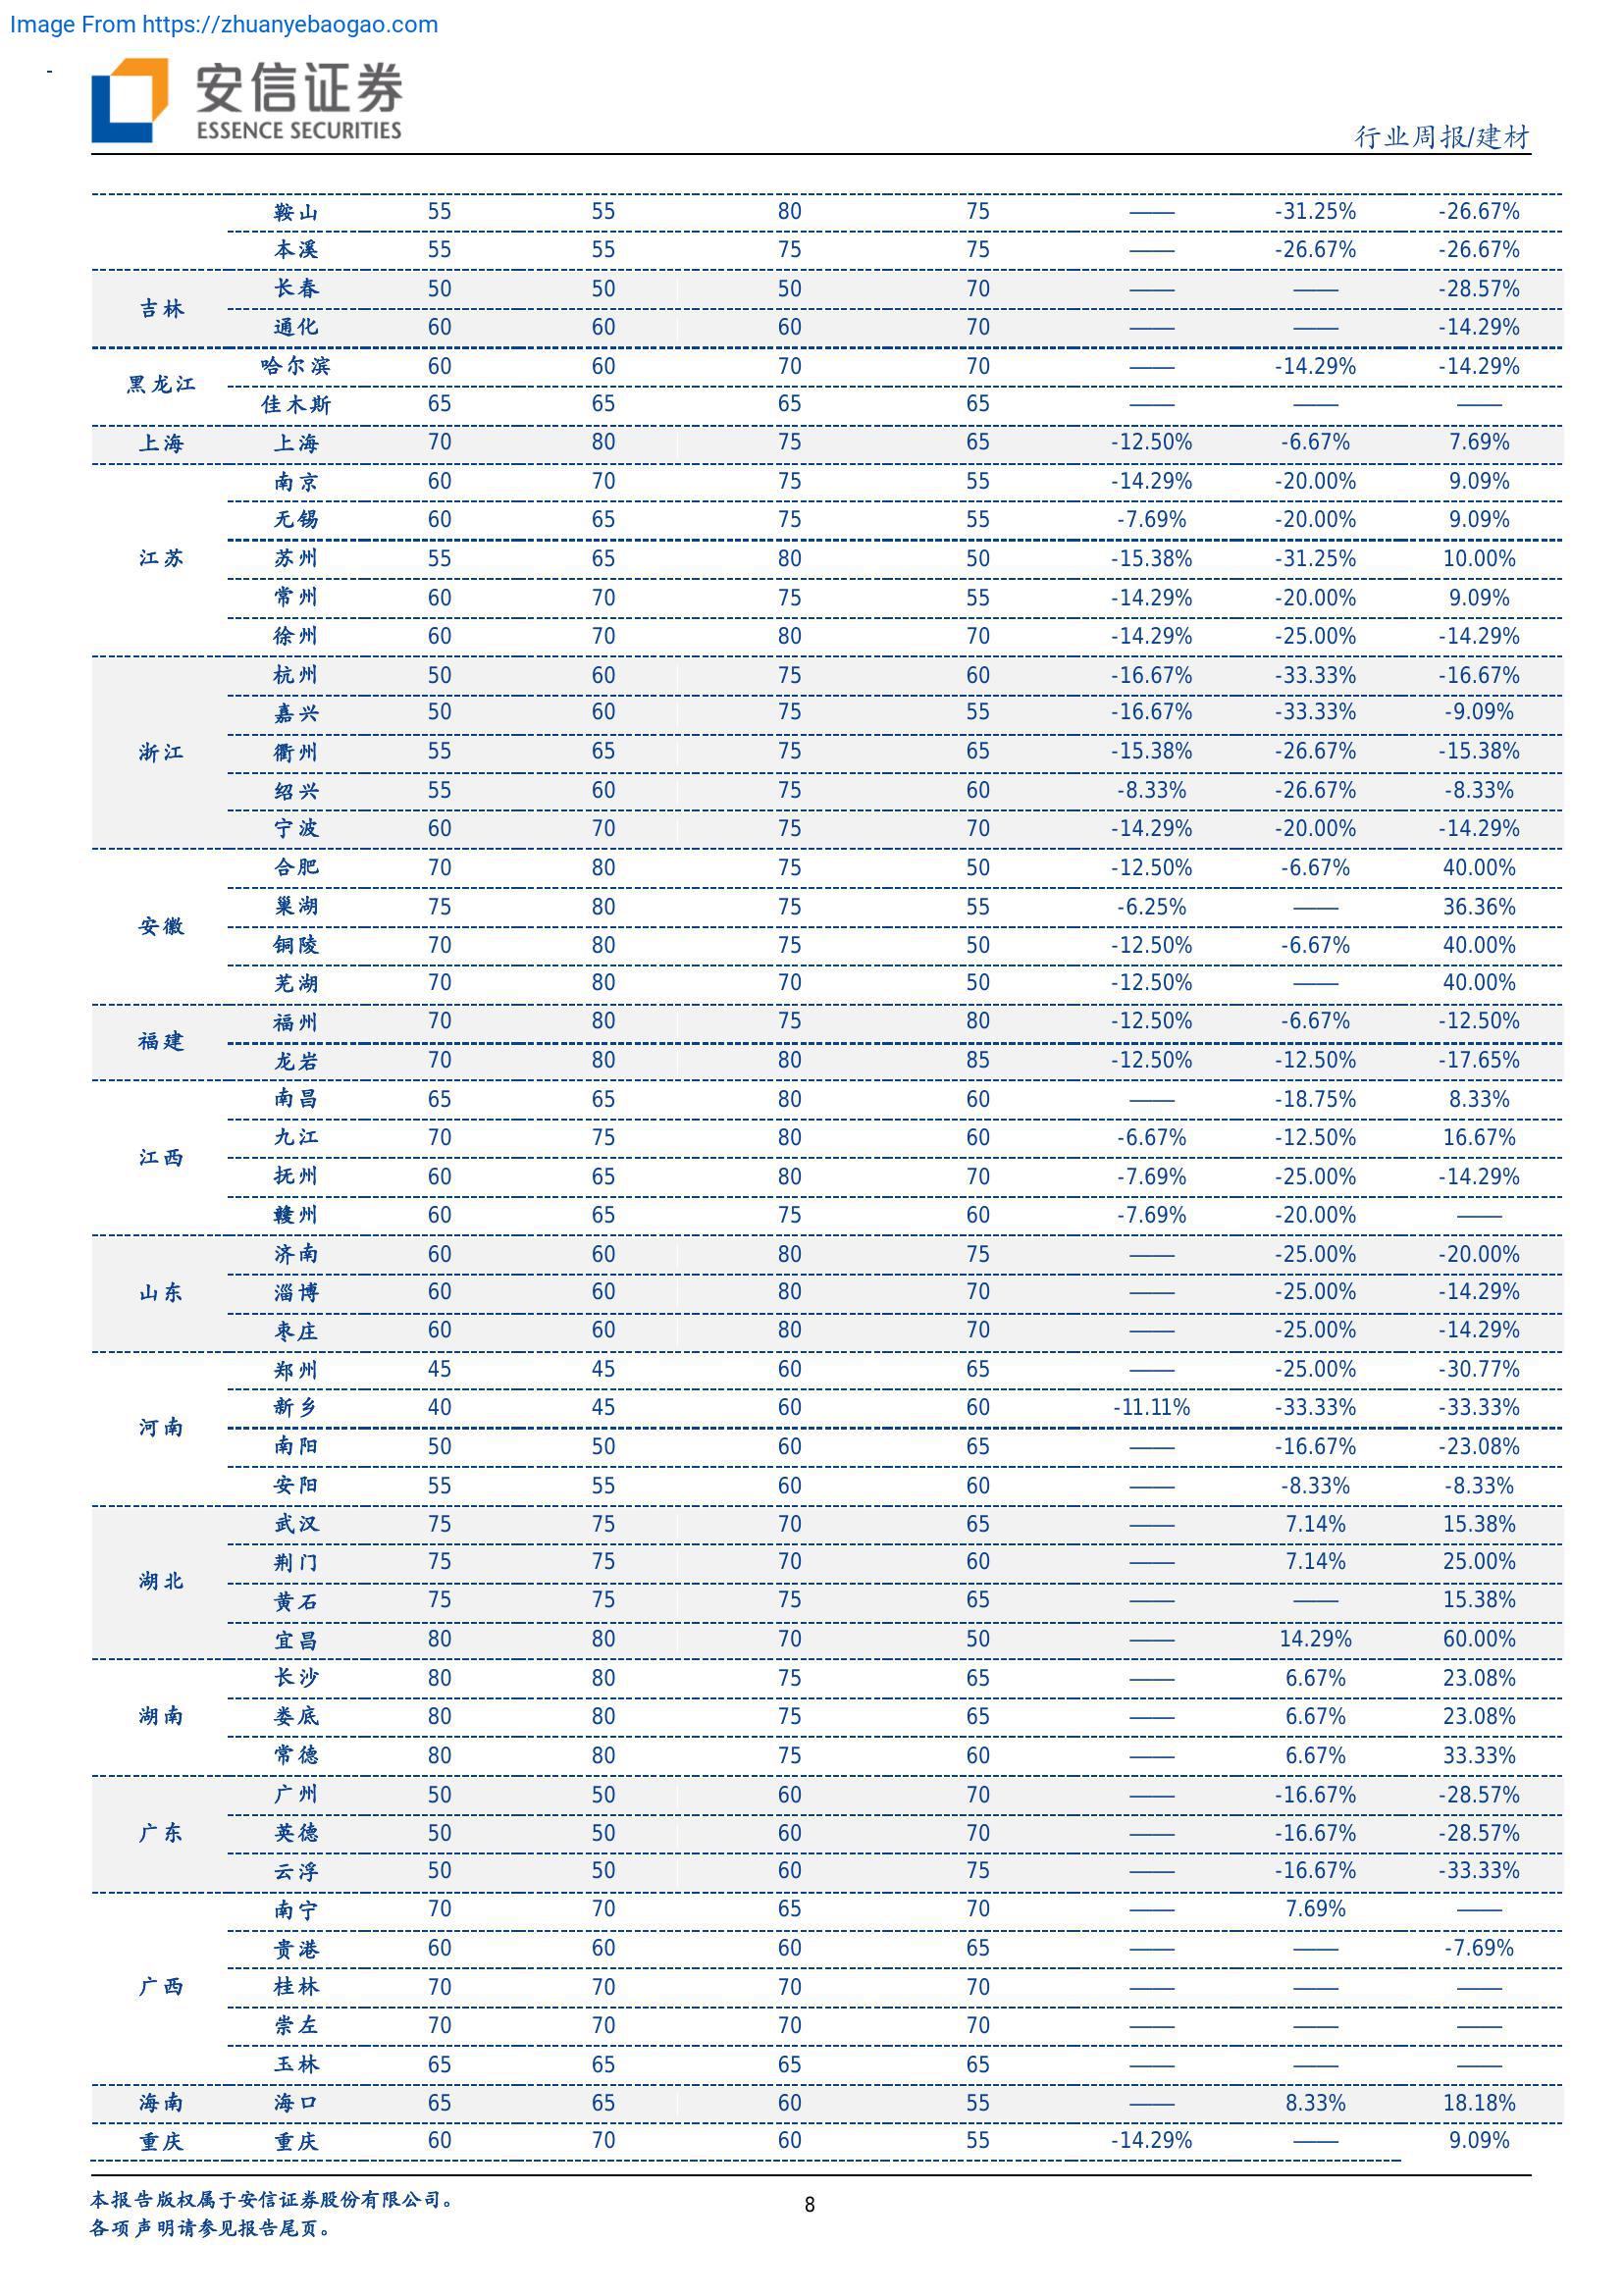 Image From https://zhuanyebaogao.com
-
安信证券
ESSENCE SECURITIES
行业周报/建材
鞍山 55 55 80 75 —— -31.25% -26.67%
本溪 55 55 75 75 —— -26.67% -26.67%
吉林 长春 50 50 50 70 —— —— -28.57%
通化 60 60 60 70 —— —— -14.29%
黑龙江 哈尔滨 60 60 70 70 —— -14.29% -14.29%
佳木斯 65 65 65 65 —— —— ——
上海 上海 70 80 75 65 -12.50% -6.67% 7.69%
江苏 南京 60 70 75 55 -14.29% -20.00% 9.09%
无锡 60 65 75 55 -7.69% -20.00% 9.09%
苏州 55 65 80 50 -15.38% -31.25% 10.00%
常州 60 70 75 55 -14.29% -20.00% 9.09%
徐州 60 70 80 70 -14.29% -25.00% -14.29%
浙江 杭州 50 60 75 60 -16.67% -33.33% -16.67%
嘉兴 50 60 75 55 -16.67% -33.33% -9.09%
衢州 55 65 75 65 -15.38% -26.67% -15.38%
绍兴 55 60 75 60 -8.33% -26.67% -8.33%
宁波 60 70 75 70 -14.29% -20.00% -14.29%
安徽 合肥 70 80 75 50 -12.50% -6.67% 40.00%
巢湖 75 80 75 55 -6.25% —— 36.36%
铜陵 70 80 75 50 -12.50% -6.67% 40.00%
芜湖 70 80 70 50 -12.50% —— 40.00%
福建 福州 70 80 75 80 -12.50% -6.67% -12.50%
龙岩 70 80 80 85 -12.50% -12.50% -17.65%
江西 南昌 65 65 80 60 —— -18.75% 8.33%
九江 70 75 80 60 -6.67% -12.50% 16.67%
抚州 60 65 80 70 -7.69% -25.00% -14.29%
赣州 60 65 75 60 -7.69% -20.00% ——
山东 济南 60 60 80 75 —— -25.00% -20.00%
淄博 60 60 80 70 —— -25.00% -14.29%
枣庄 60 60 80 70 —— -25.00% -14.29%
河南 郑州 45 45 60 65 —— -25.00% -30.77%
新乡 40 45 60 60 -11.11% -33.33% -33.33%
南阳 50 50 60 65 —— -16.67% -23.08%
安阳 55 55 60 60 —— -8.33% -8.33%
湖北 武汉 75 75 70 65 —— 7.14% 15.38%
荆门 75 75 70 60 —— 7.14% 25.00%
黄石 75 75 75 65 —— —— 15.38%
宜昌 80 80 70 50 —— 14.29% 60.00%
湖南 长沙 80 80 75 65 —— 6.67% 23.08%
娄底 80 80 75 65 —— 6.67% 23.08%
常德 80 80 75 60 —— 6.67% 33.33%
广东 广州 50 50 60 70 —— -16.67% -28.57%
英德 50 50 60 70 —— -16.67% -28.57%
云浮 50 50 60 75 —— -16.67% -33.33%
广西 南宁 70 70 65 70 —— 7.69% ——
贵港 60 60 60 65 —— —— -7.69%
桂林 70 70 70 70 —— —— ——
崇左 70 70 70 70 —— —— ——
玉林 65 65 65 65 —— —— ——
海南 海口 65 65 60 55 —— 8.33% 18.18%
重庆 重庆 60 70 60 55 -14.29% —— 9.09%
本报告版权属于安信证券股份有限公司。
8
各项声明请参见报告尾页。